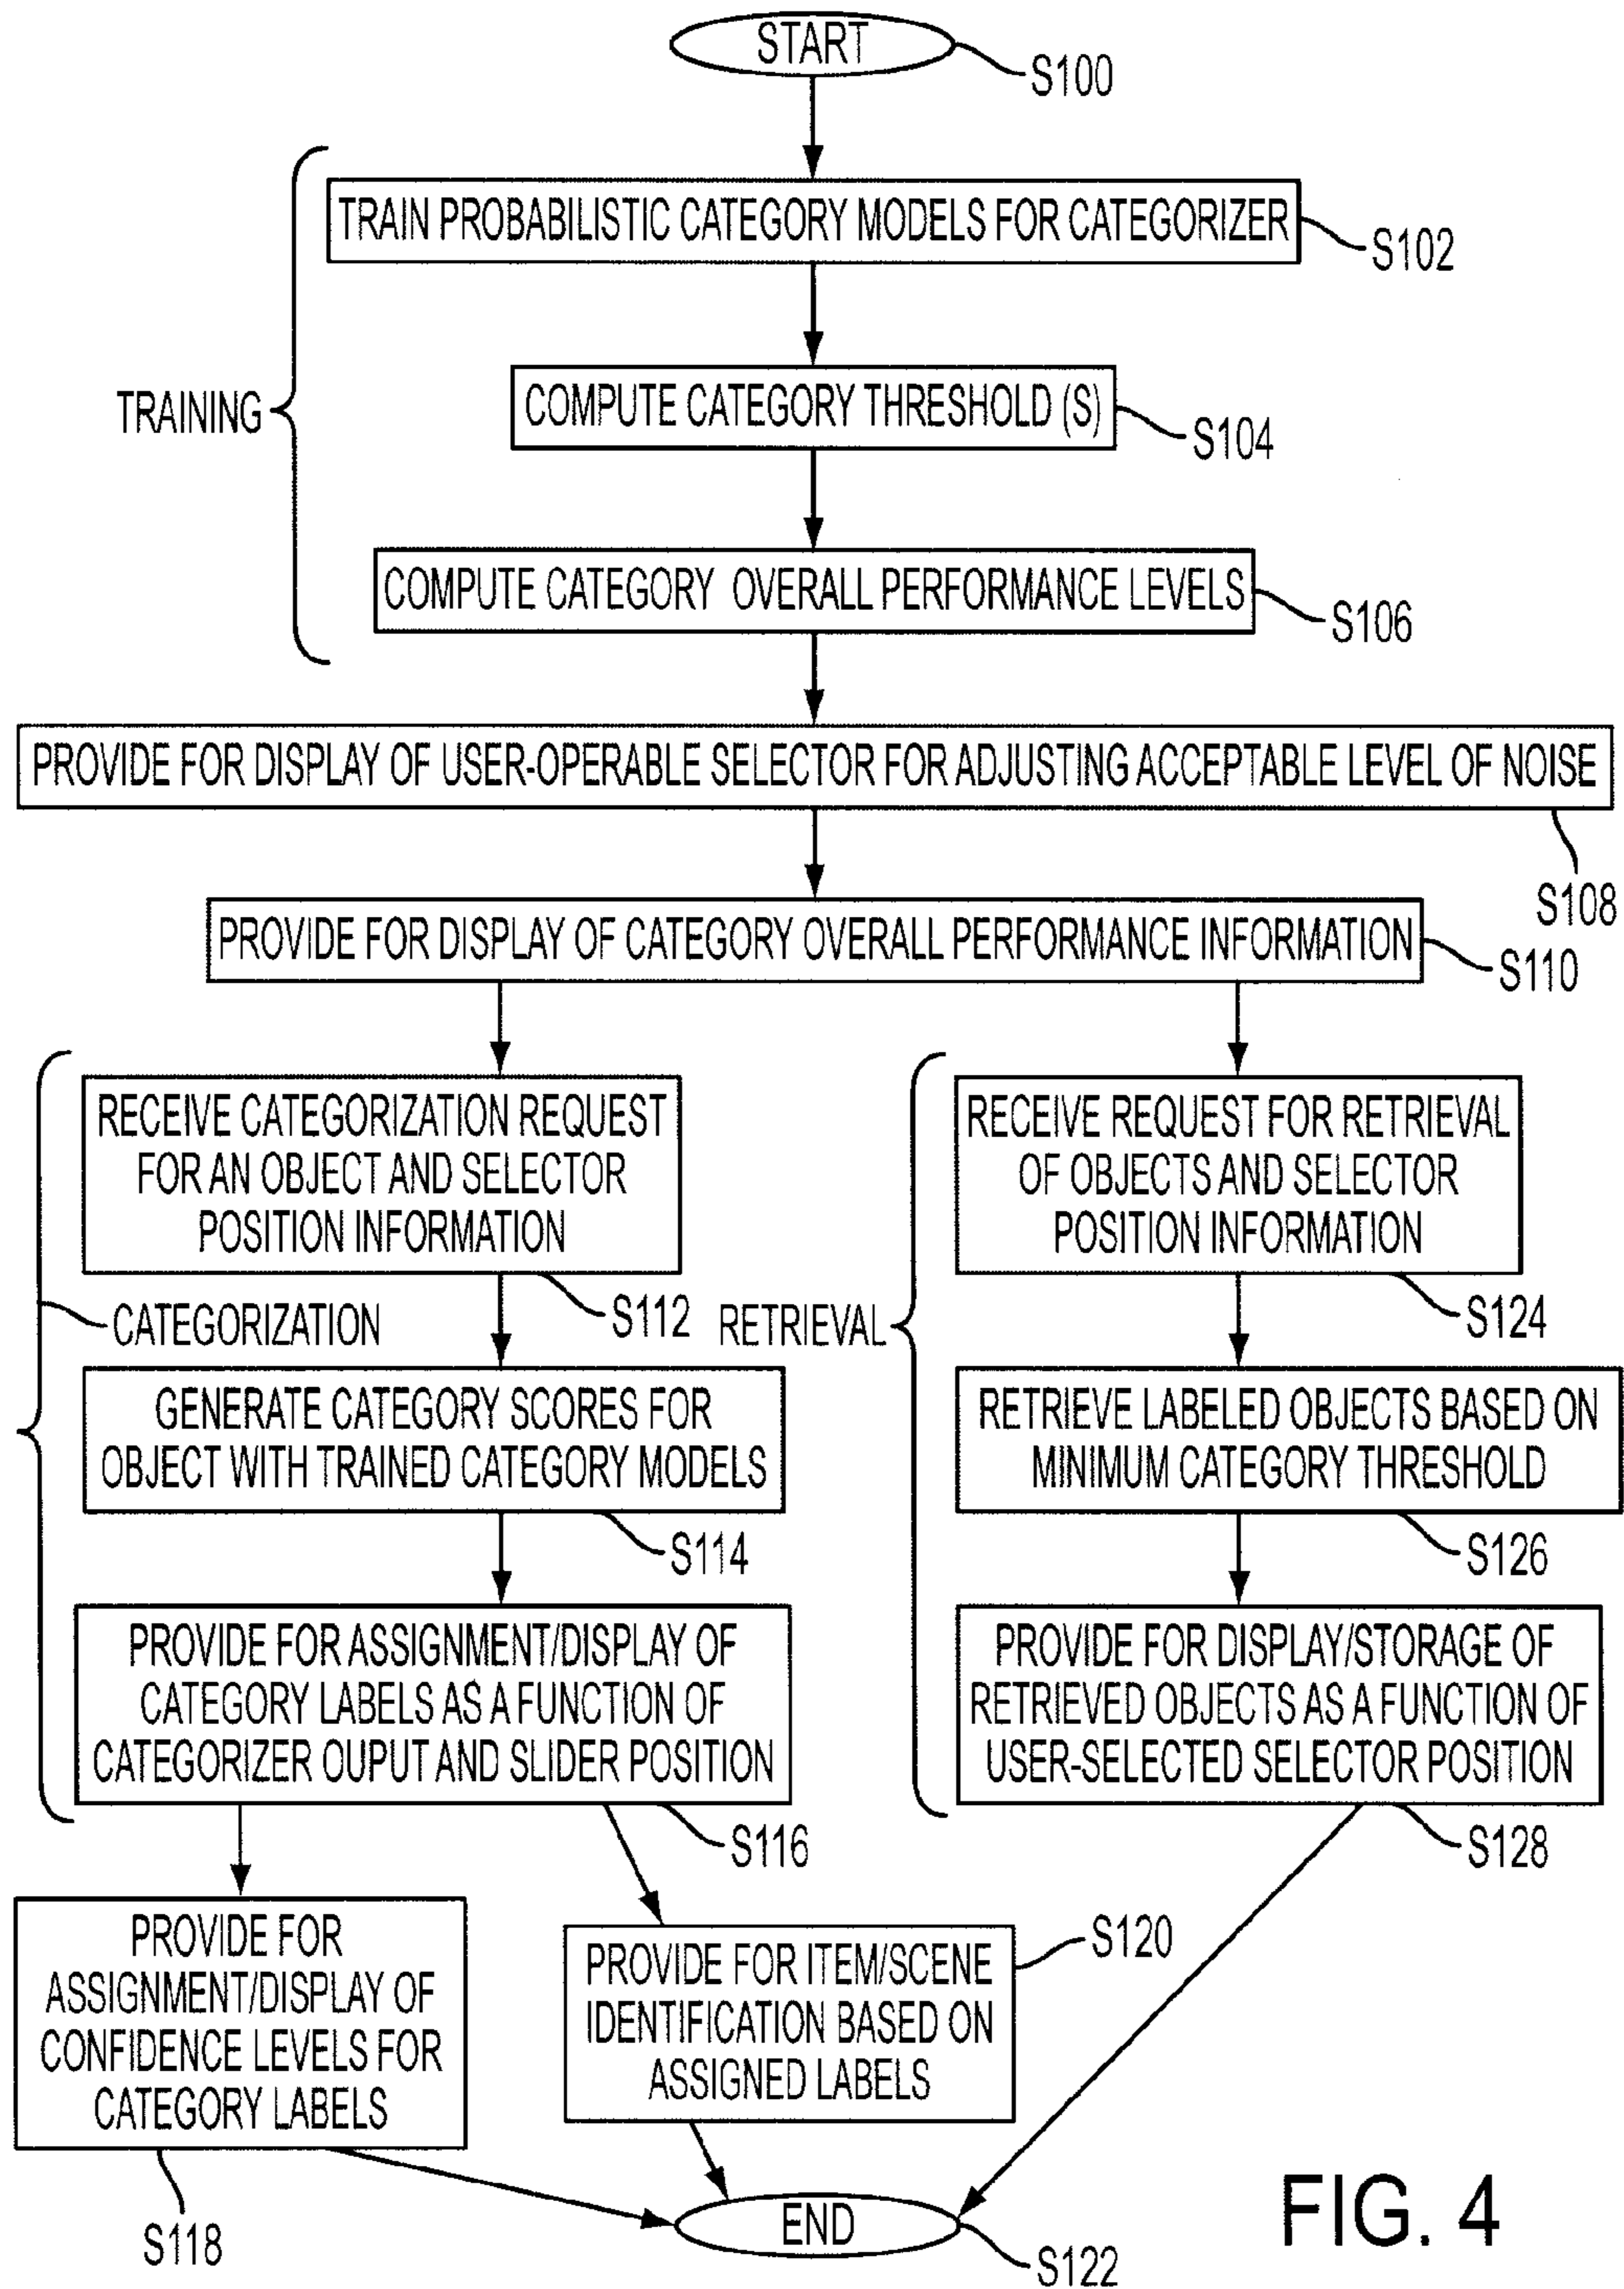 START
S100
TRAIN PROBABILISTIC CATEGORY MODELS FOR CATEGORIZER
S102
TRAINING
COMPUTE CATEGORY THRESHOLD (S)
S104
COMPUTE CATEGORY OVERALL PERFORMANCE LEVELS
S106
PROVIDE FOR DISPLAY OF USER-OPERABLE SELECTOR FOR ADJUSTING ACCEPTABLE LEVEL OF NOISE
S108
PROVIDE FOR DISPLAY OF CATEGORY OVERALL PERFORMANCE INFORMATION
S110
RECEIVE CATEGORIZATION REQUEST
FOR AN OBJECT AND SELECTOR
POSITION INFORMATION
S112
CATEGORIZATION
GENERATE CATEGORY SCORES FOR
OBJECT WITH TRAINED CATEGORY MODELS
S114
PROVIDE FOR ASSIGNMENT/DISPLAY OF
CATEGORY LABELS AS A FUNCTION OF
CATEGORIZER OUPUT AND SLIDER POSITION
S116
PROVIDE FOR
ASSIGNMENT/DISPLAY OF
CONFIDENCE LEVELS FOR
CATEGORY LABELS
S118
PROVIDE FOR ITEM/SCENE
IDENTIFICATION BASED ON
ASSIGNED LABELS
S120
RECEIVE REQUEST FOR RETRIEVAL
OF OBJECTS AND SELECTOR
POSITION INFORMATION
S124
RETRIEVAL
RETRIEVE LABELED OBJECTS BASED ON
MINIMUM CATEGORY THRESHOLD
S126
PROVIDE FOR DISPLAY/STORAGE OF
RETRIEVED OBJECTS AS A FUNCTION OF
USER-SELECTED SELECTOR POSITION
S128
END
S122
FIG. 4